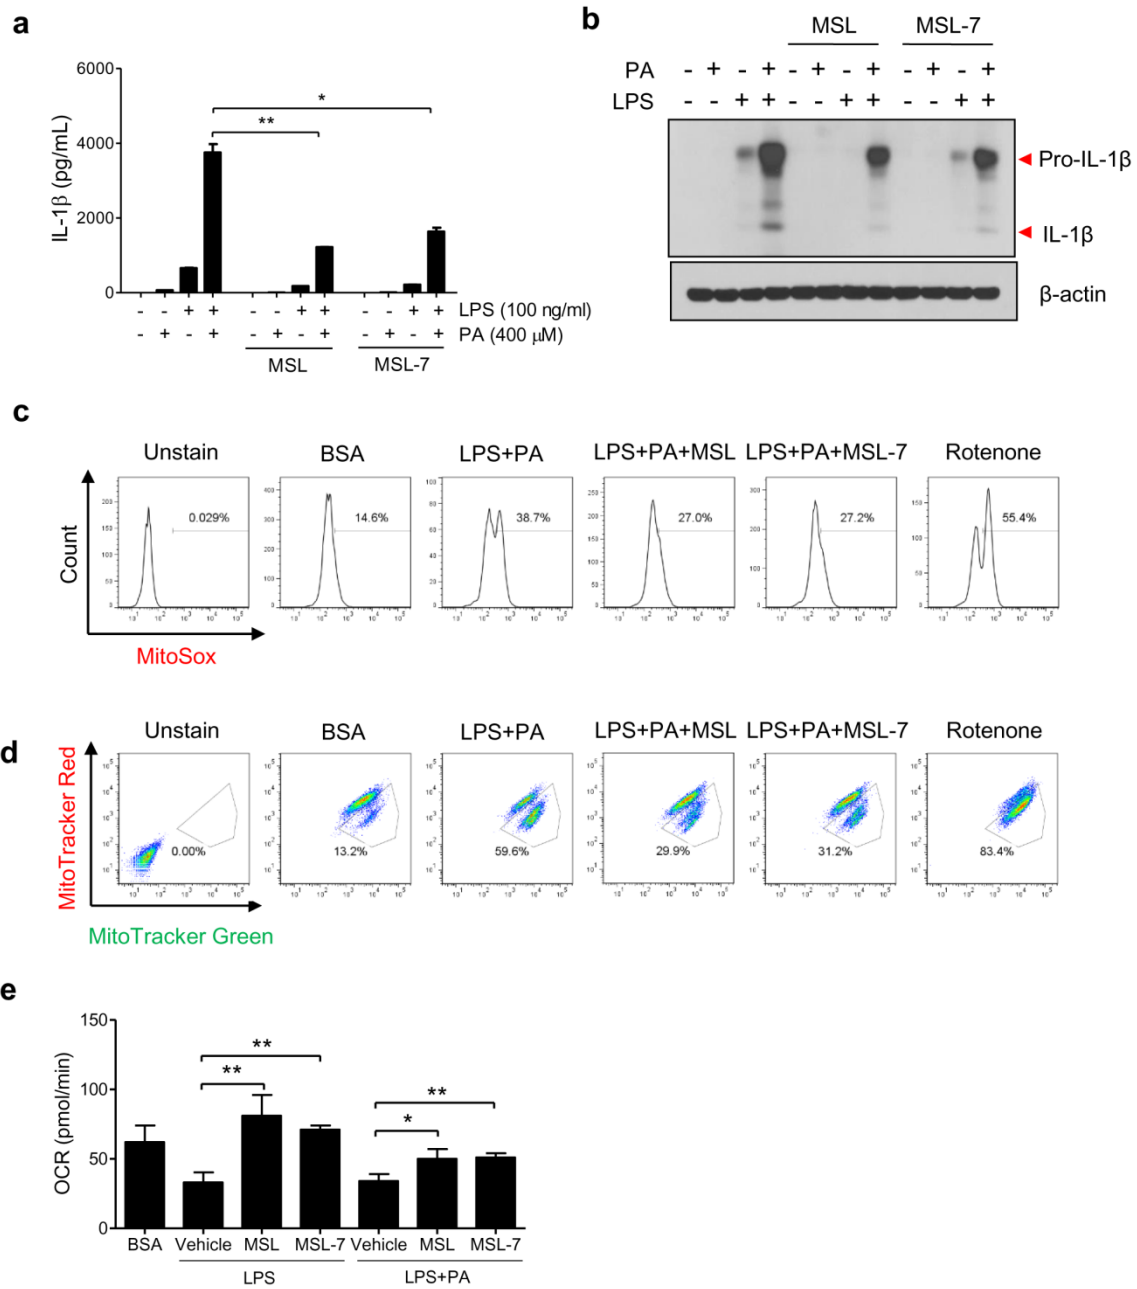 a
6000
4000
2000
0
IL-1β (pg/mL)
*
**
- - + + - - + + - - + + LPS (100 ng/ml)
- + - + - + - + - + - + PA (400 μM)
MSL MSL-7
b
MSL MSL-7
PA - + - + - + - + - + - +
LPS - - + + - - + + - - + +
Pro-IL-1β
IL-1β
β-actin
c
Unstain BSA LPS+PA LPS+PA+MSL LPS+PA+MSL-7 Rotenone
Count
0.029% 14.6% 38.7% 27.0% 27.2% 55.4%
MitoSox
d
Unstain BSA LPS+PA LPS+PA+MSL LPS+PA+MSL-7 Rotenone
MitoTracker Red
0.00% 13.2% 59.6% 29.9% 31.2% 83.4%
MitoTracker Green
e
150
100
50
0
OCR (pmol/min)
** **
* **
BSA Vehicle MSL MSL-7 Vehicle MSL MSL-7
LPS LPS+PA